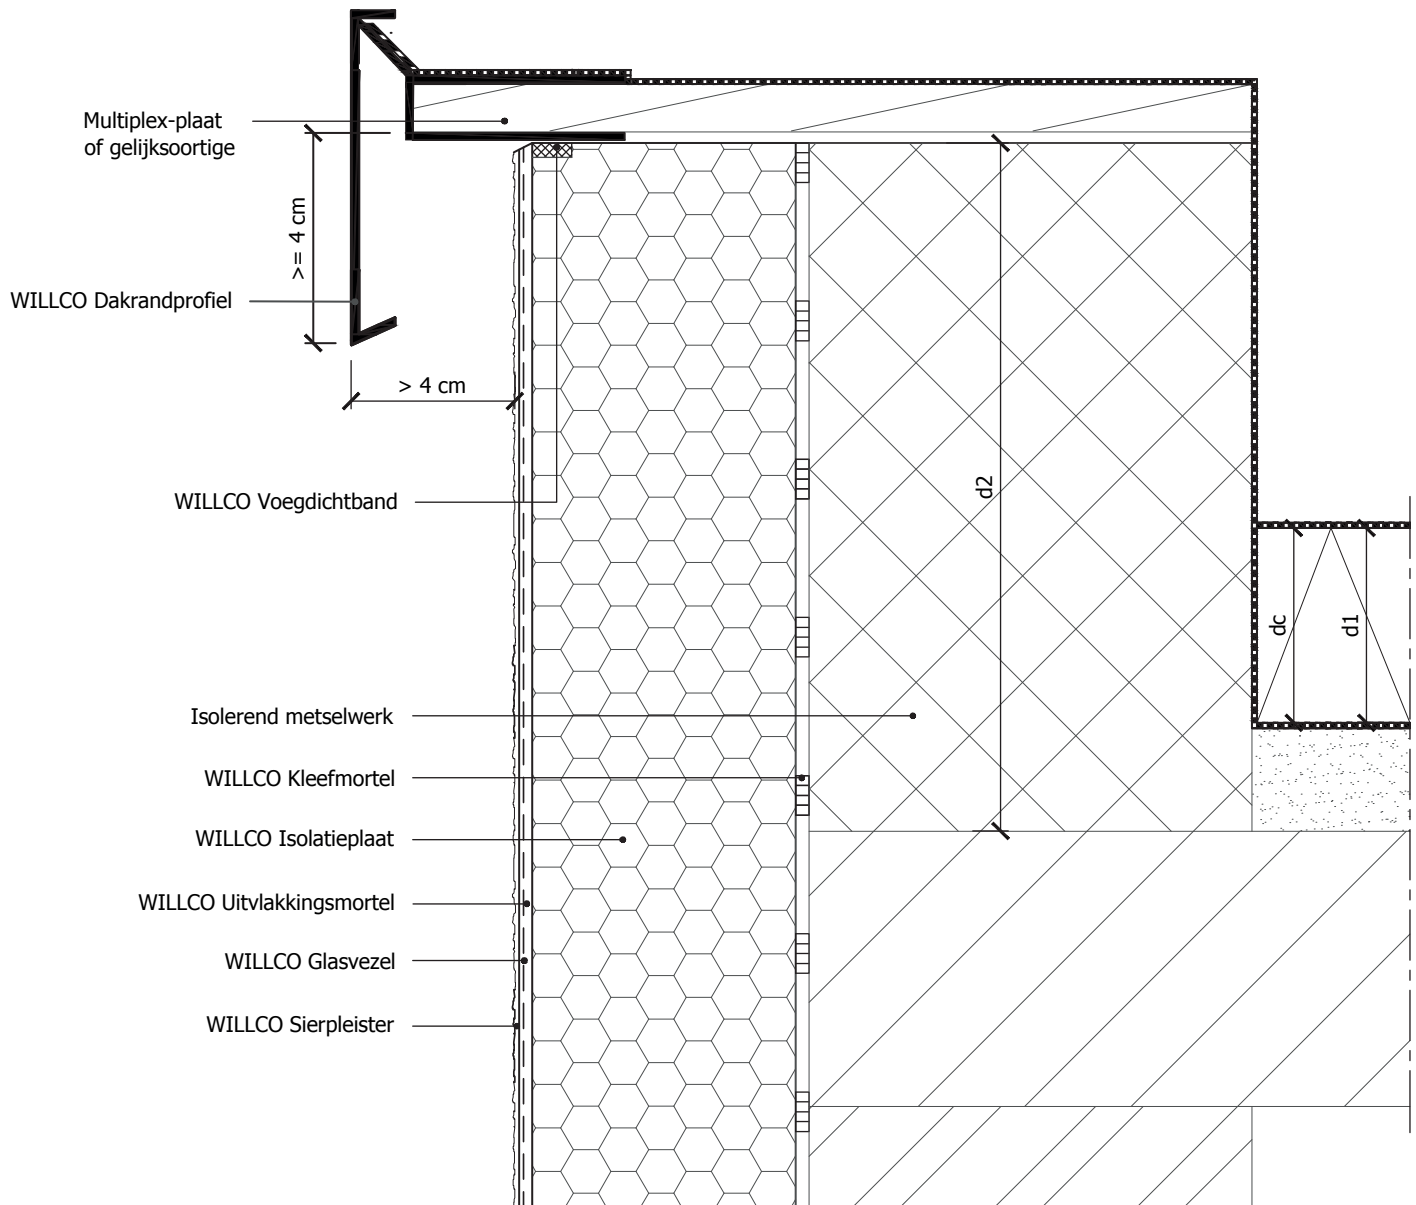 Multiplex-plaat
of gelijksoortige
>= 4 cm
WILLCO Dakrandprofiel
> 4 cm
WILLCO Voegdichtband
d2
dc
d1
Isolerend metselwerk
WILLCO Kleefmortel
WILLCO Isolatieplaat
WILLCO Uitvlakkingsmortel
WILLCO Glasvezel
WILLCO Sierpleister